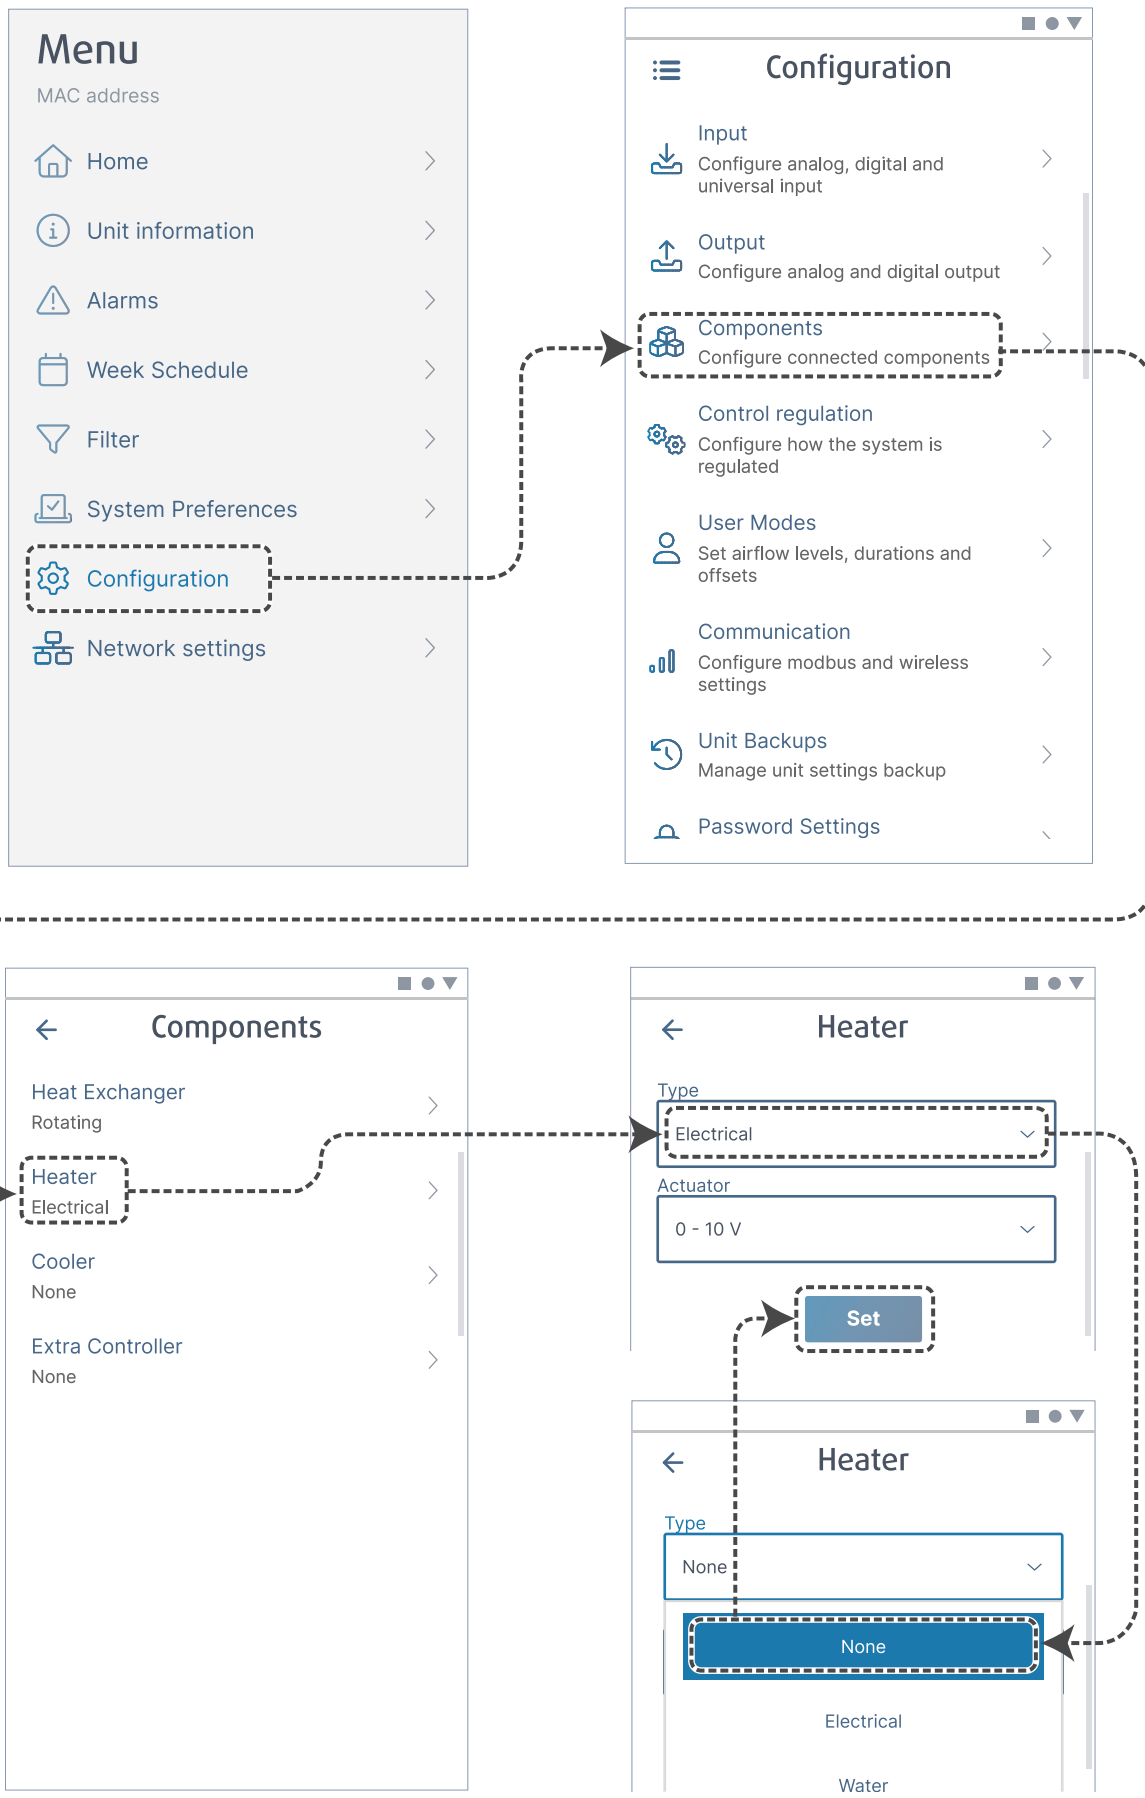 Menu
MAC address
Home
Unit information
Alarms
Week Schedule
Filter
System Preferences
Configuration
Network settings
Configuration
Input
Configure analog, digital and
universal input
Output
Configure analog and digital output
Components
Configure connected components
Control regulation
Configure how the system is
regulated
User Modes
Set airflow levels, durations and
offsets
Communication
Configure modbus and wireless
settings
Unit Backups
Manage unit settings backup
Password Settings
Components
Heat Exchanger
Rotating
Heater
Electrical
Cooler
None
Extra Controller
None
Heater
Type
Electrical
Actuator
0 - 10 V
Set
Heater
Type
None
None
Electrical
Water